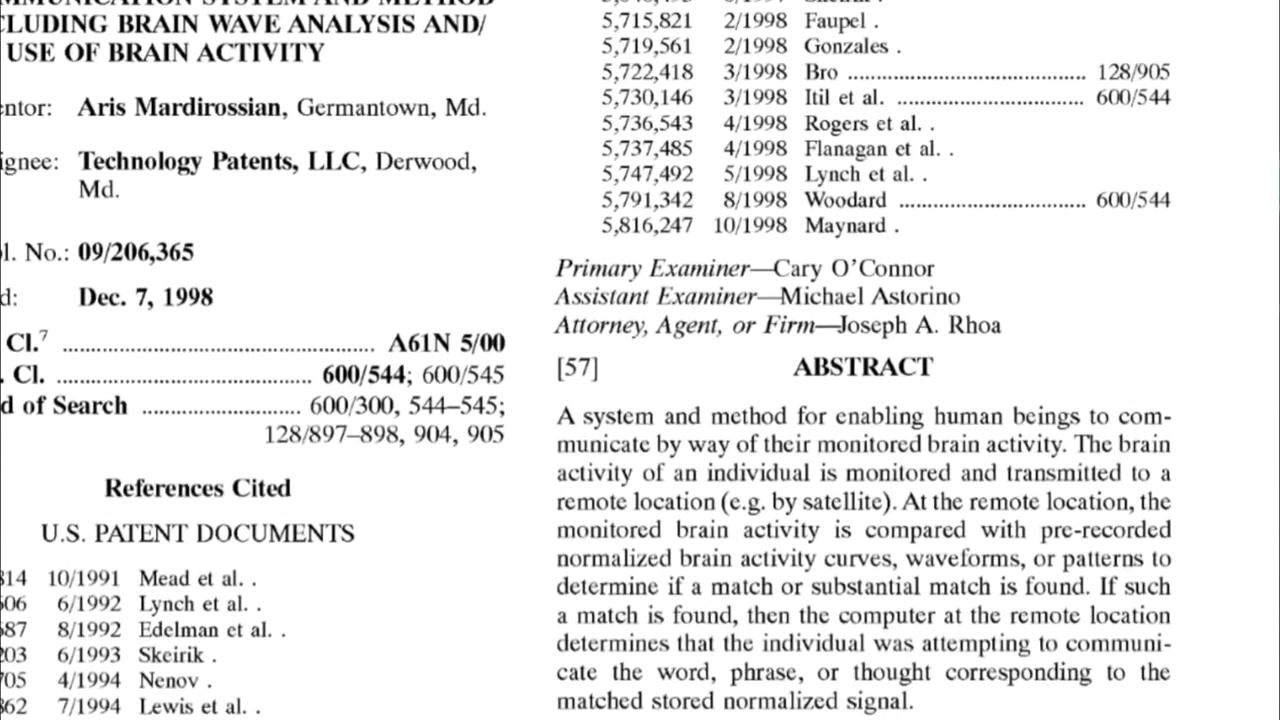 CLUDING BRAIN WAVE ANALYSIS AND/
USE OF BRAIN ACTIVITY
entor: Aris Mardirossian, Germantown, Md.
ignee: Technology Patents, LLC, Derwood,
Md.
l. No.: 09/206,365
d: Dec. 7, 1998
Cl.7 ........ A61N 5/00
. Cl. ........ 600/544; 600/545
d of Search ........ 600/300, 544–545;
128/897–898, 904, 905
References Cited
U.S. PATENT DOCUMENTS
814 10/1991 Mead et al. .
606 6/1992 Lynch et al. .
687 8/1992 Edelman et al. .
203 6/1993 Skeirik .
705 4/1994 Nenov .
862 7/1994 Lewis et al. .
5,715,821 2/1998 Faupel .
5,719,561 2/1998 Gonzales .
5,722,418 3/1998 Bro ........ 128/905
5,730,146 3/1998 Itil et al. ........ 600/544
5,736,543 4/1998 Rogers et al. .
5,737,485 4/1998 Flanagan et al. .
5,747,492 5/1998 Lynch et al. .
5,791,342 8/1998 Woodard ........ 600/544
5,816,247 10/1998 Maynard .
Primary Examiner—Cary O'Connor
Assistant Examiner—Michael Astorino
Attorney, Agent, or Firm—Joseph A. Rhoa
[57] ABSTRACT
A system and method for enabling human beings to com-
municate by way of their monitored brain activity. The brain
activity of an individual is monitored and transmitted to a
remote location (e.g. by satellite). At the remote location, the
monitored brain activity is compared with pre-recorded
normalized brain activity curves, waveforms, or patterns to
determine if a match or substantial match is found. If such
a match is found, then the computer at the remote location
determines that the individual was attempting to communi-
cate the word, phrase, or thought corresponding to the
matched stored normalized signal.